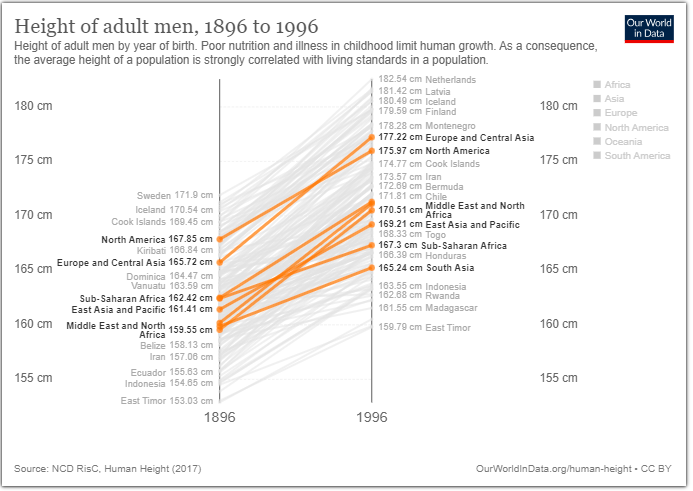 Height of adult men, 1896 to 1996
Our World
in Data
Height of adult men by year of birth. Poor nutrition and illness in childhood limit human growth. As a consequence,
the average height of a population is strongly correlated with living standards in a population.
180 cm
175 cm
170 cm
165 cm
160 cm
155 cm
Sweden 171.9 cm
Iceland 170.54 cm
Cook Islands 169.45 cm
North America 167.85 cm
Kiribati 166.84 cm
Europe and Central Asia 165.72 cm
Dominica 164.47 cm
Vanuatu 163.59 cm
Sub-Saharan Africa 162.42 cm
East Asia and Pacific 161.41 cm
Middle East and North
Africa 159.55 cm
Belize 158.13 cm
Iran 157.06 cm
Ecuador 155.63 cm
Indonesia 154.65 cm
East Timor 153.03 cm
1896
182.54 cm Netherlands
181.42 cm Latvia
180.49 cm Iceland
179.59 cm Finland
178.28 cm Montenegro
177.22 cm Europe and Central Asia
175.97 cm North America
174.77 cm Cook Islands
173.57 cm Iran
172.69 cm Bermuda
171.81 cm Chile
170.51 cm Middle East and North
Africa
169.21 cm East Asia and Pacific
168.33 cm Togo
167.3 cm Sub-Saharan Africa
166.39 cm Honduras
165.24 cm South Asia
163.55 cm Indonesia
162.68 cm Rwanda
161.55 cm Madagascar
159.79 cm East Timor
1996
180 cm
175 cm
170 cm
165 cm
160 cm
155 cm
Africa
Asia
Europe
North America
Oceania
South America
Source: NCD RisC, Human Height (2017)
OurWorldInData.org/human-height • CC BY